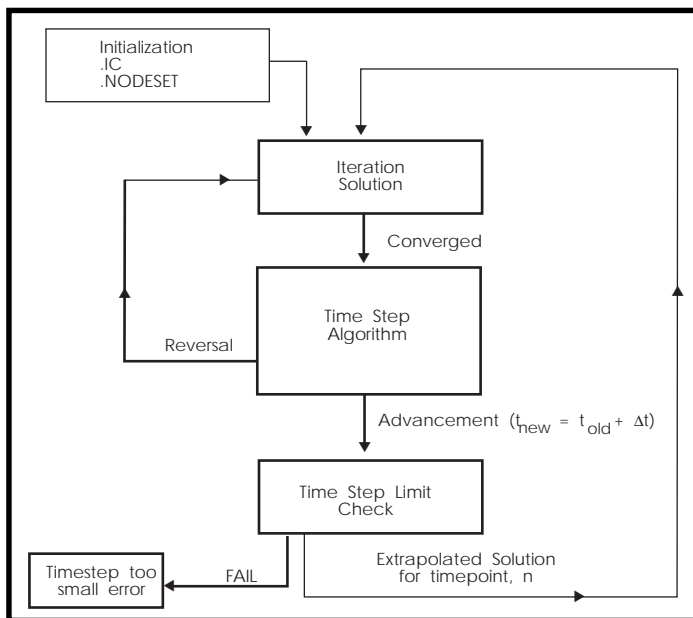 Initialization
.IC
.NODESET
Iteration
Solution
Converged
Time Step
Algorithm
Reversal
Advancement (tnew = told + Δt)
Time Step Limit
Check
Timestep too
small error
FAIL
Extrapolated Solution
for timepoint, n